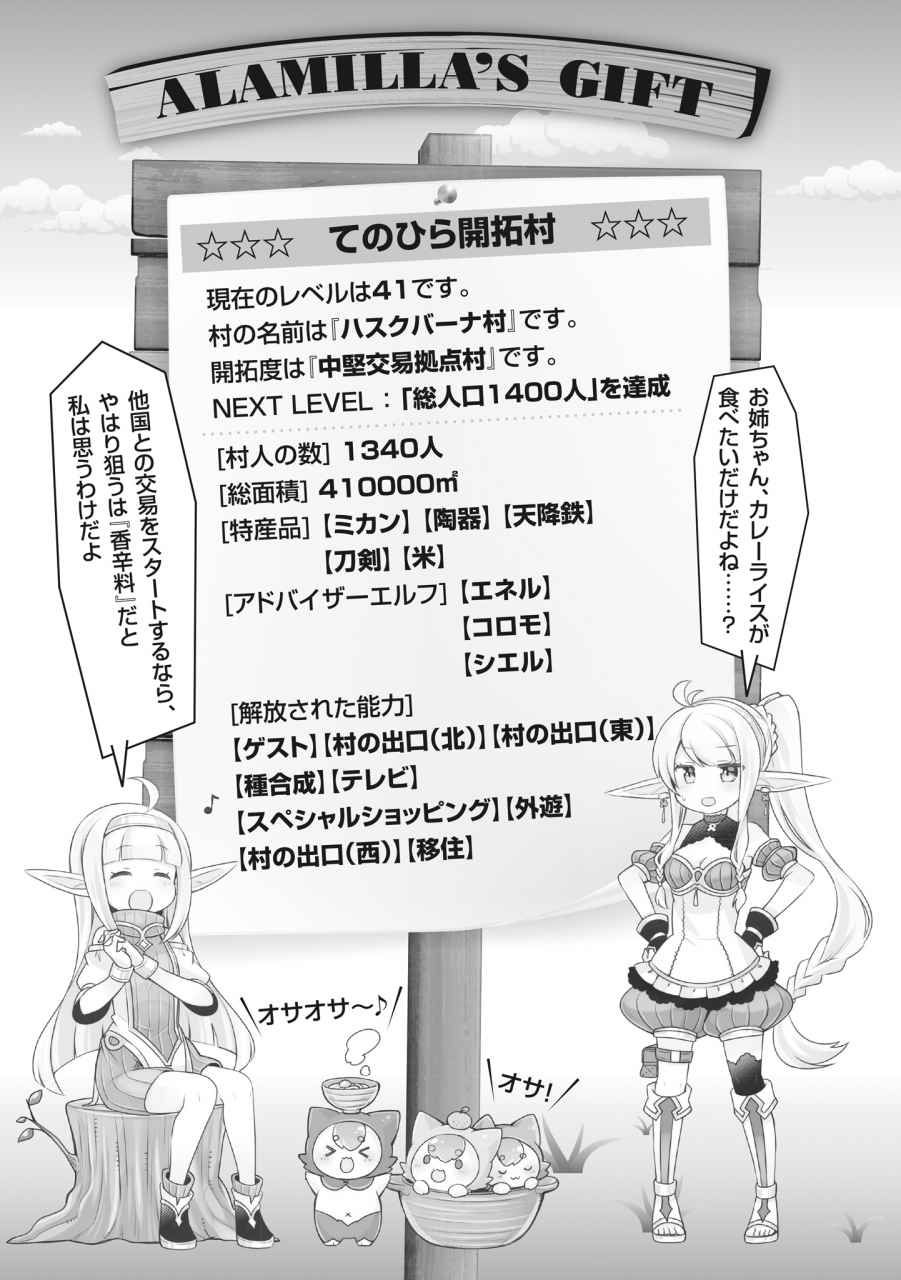 ALAMILLA'S GIFT
☆☆☆ てのひら開拓村 ☆☆☆
現在のレベルは41です。
村の名前は『ハスクバーナ村』です。
開拓度は『中堅交易拠点村』です。
NEXT LEVEL：「総人口1400人」を達成
[村人の数] 1340人
[総面積] 410000㎡
[特産品]【ミカン】【陶器】【天降鉄】
【刀剣】【米】
[アドバイザーエルフ]【エネル】
【コロモ】
【シエル】
[解放された能力]
【ゲスト】【村の出口(北)】【村の出口(東)】
【種合成】【テレビ】
【スペシャルショッピング】【外遊】
【村の出口(西)】【移住】
お姉ちゃん、カレーライスが
食べたいだけだよね……?
他国との交易をスタートするなら、
やはり狙うは『香辛料』だと
私は思うわけだよ
♪
オサオサ〜♪
オサ!